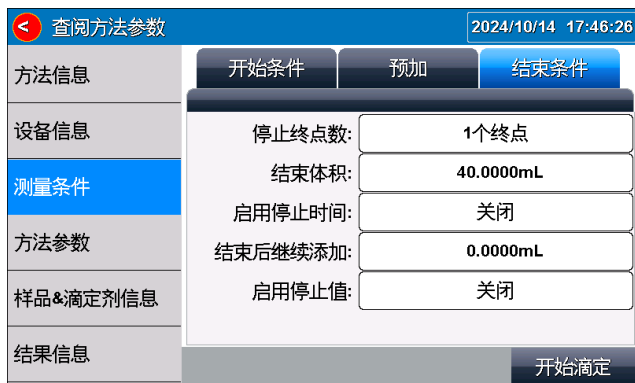 < 查阅方法参数 2024/10/14 17:46:26
方法信息
设备信息
测量条件
方法参数
样品&滴定剂信息
结果信息
开始条件 预加 结束条件
停止终点数: 1个终点
结束体积: 40.0000mL
启用停止时间: 关闭
结束后继续添加: 0.0000mL
启用停止值: 关闭
开始滴定